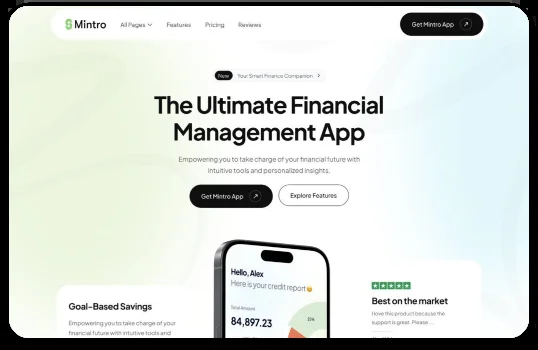 Mintro
All Pages
Features
Pricing
Reviews
Get Mintro App
New
Your Smart Finance Companion
The Ultimate Financial
Management App
Empowering you to take charge of your financial future with
intuitive tools and personalized insights.
Get Mintro App
Explore Features
Hello, Alex
Here is your credit report😊
Total Amount
84,897.23
32%
Goal-Based Savings
Empowering you to take charge of your
financial future with intuitive tools and
Best on the market
I love this product because the
support is great. Please ...